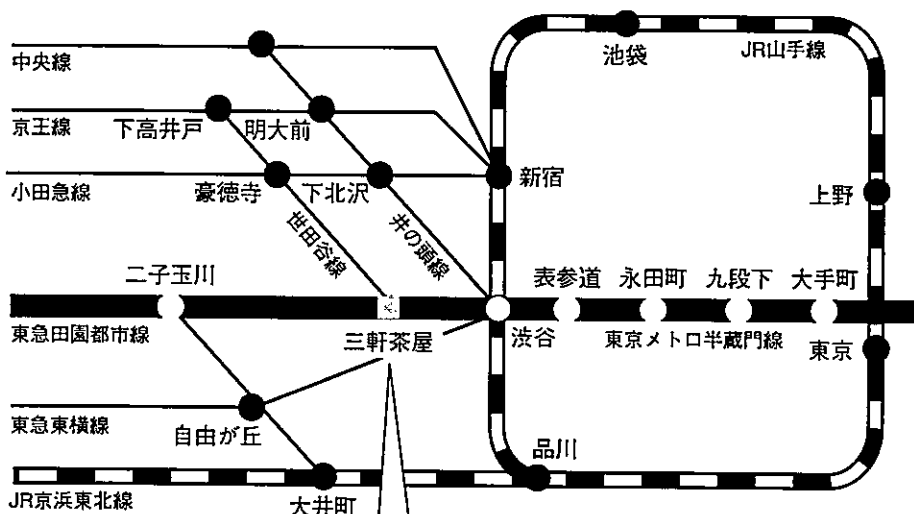 池袋
JR山手線
中央線
京王線
下高井戸
明大前
小田急線
豪徳寺
下北沢
新宿
上野
世田谷線
井の頭線
二子玉川
表参道
永田町
九段下
大手町
東急田園都市線
三軒茶屋
渋谷
東京メトロ半蔵門線
東京
東急東横線
自由が丘
品川
JR京浜東北線
大井町